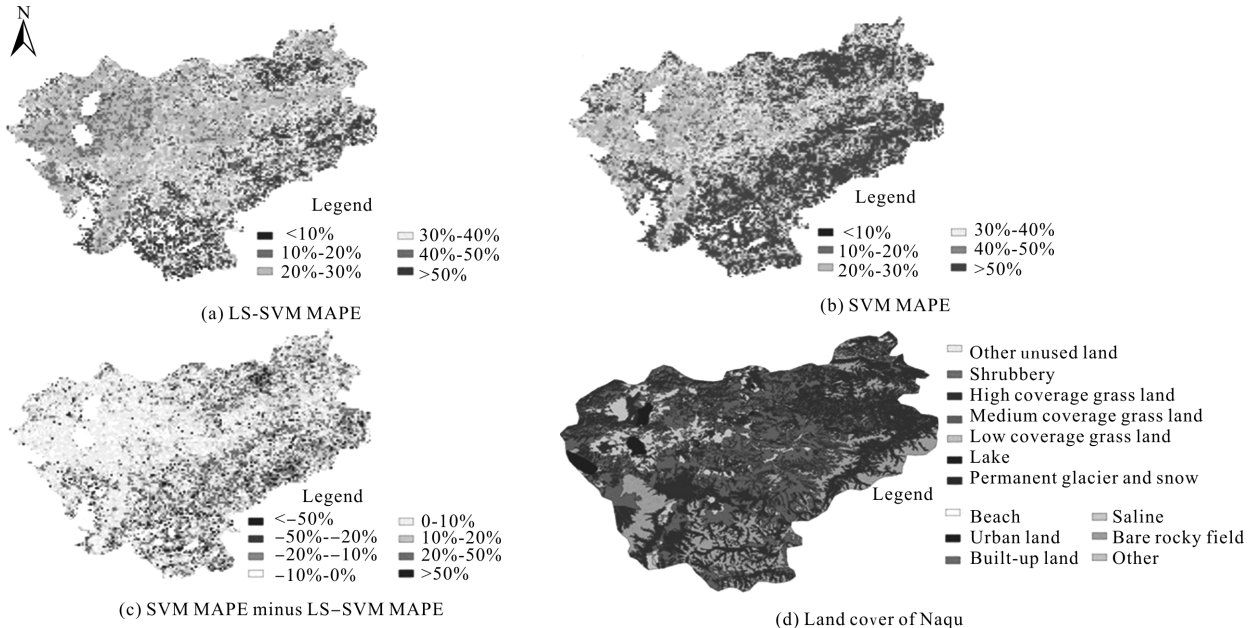 N
Legend
<10%
10%-20%
20%-30%
30%-40%
40%-50%
>50%
(a) LS-SVM MAPE
Legend
<10%
10%-20%
20%-30%
30%-40%
40%-50%
>50%
(b) SVM MAPE
Legend
<−50%
−50%-−20%
−20%-−10%
−10%-0%
0-10%
10%-20%
20%-50%
>50%
(c) SVM MAPE minus LS−SVM MAPE
Other unused land
Shrubbery
High coverage grass land
Medium coverage grass land
Low coverage grass land
Lake
Permanent glacier and snow
Legend
Beach
Urban land
Built-up land
Saline
Bare rocky field
Other
(d) Land cover of Naqu